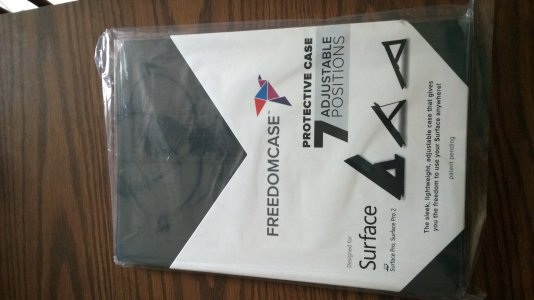 FREEDOMCASE™
PROTECTIVE CASE
7 ADJUSTABLE
POSITIONS
Designed for
Surface
Surface Pro, Surface Pro 2
The sleek, lightweight, adjustable case that gives
you the freedom to use your Surface anywhere!
patent pending